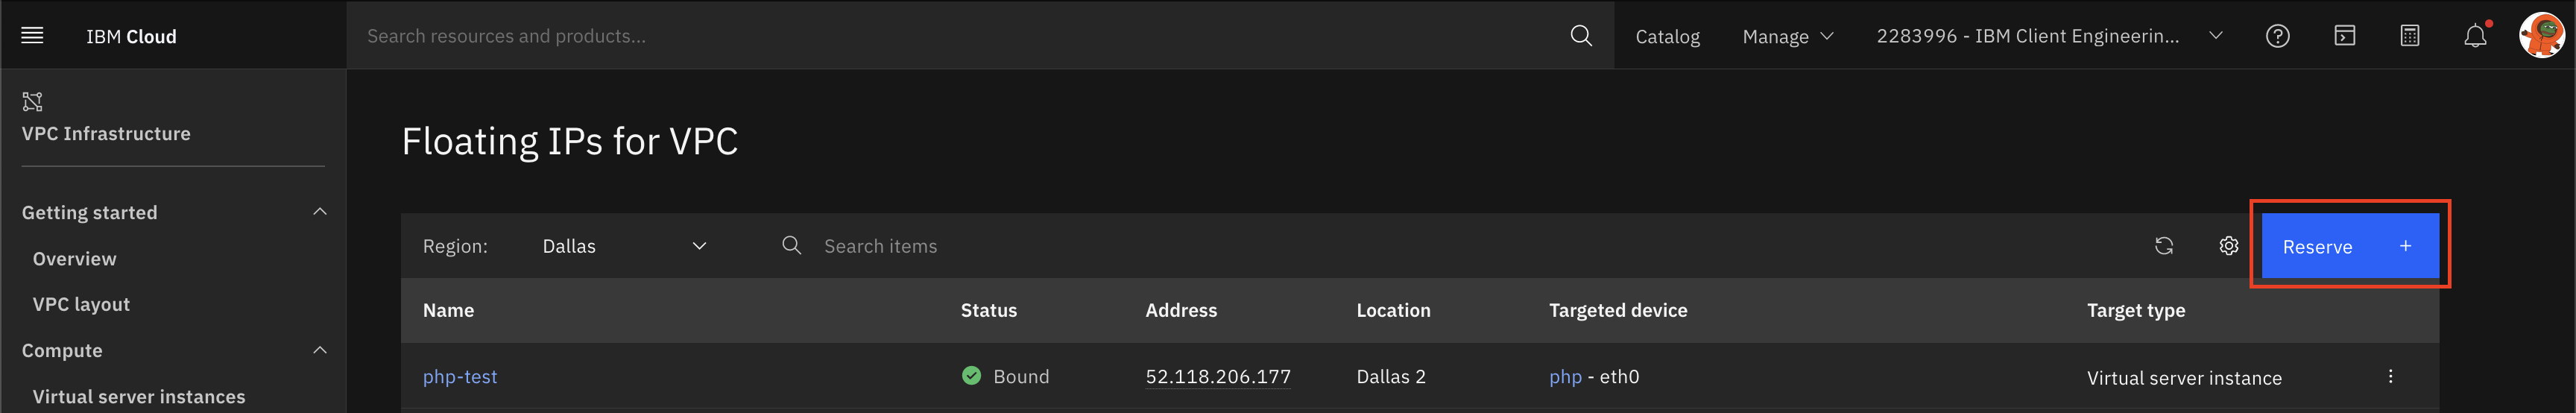 IBM Cloud
Search resources and products...
Catalog
Manage
2283996 - IBM Client Engineerin...
VPC Infrastructure
Getting started
Overview
VPC layout
Compute
Virtual server instances
Floating IPs for VPC
Region: Dallas
Search items
Reserve +
Name Status Address Location Targeted device Target type
php-test Bound 52.118.206.177 Dallas 2 php - eth0 Virtual server instance